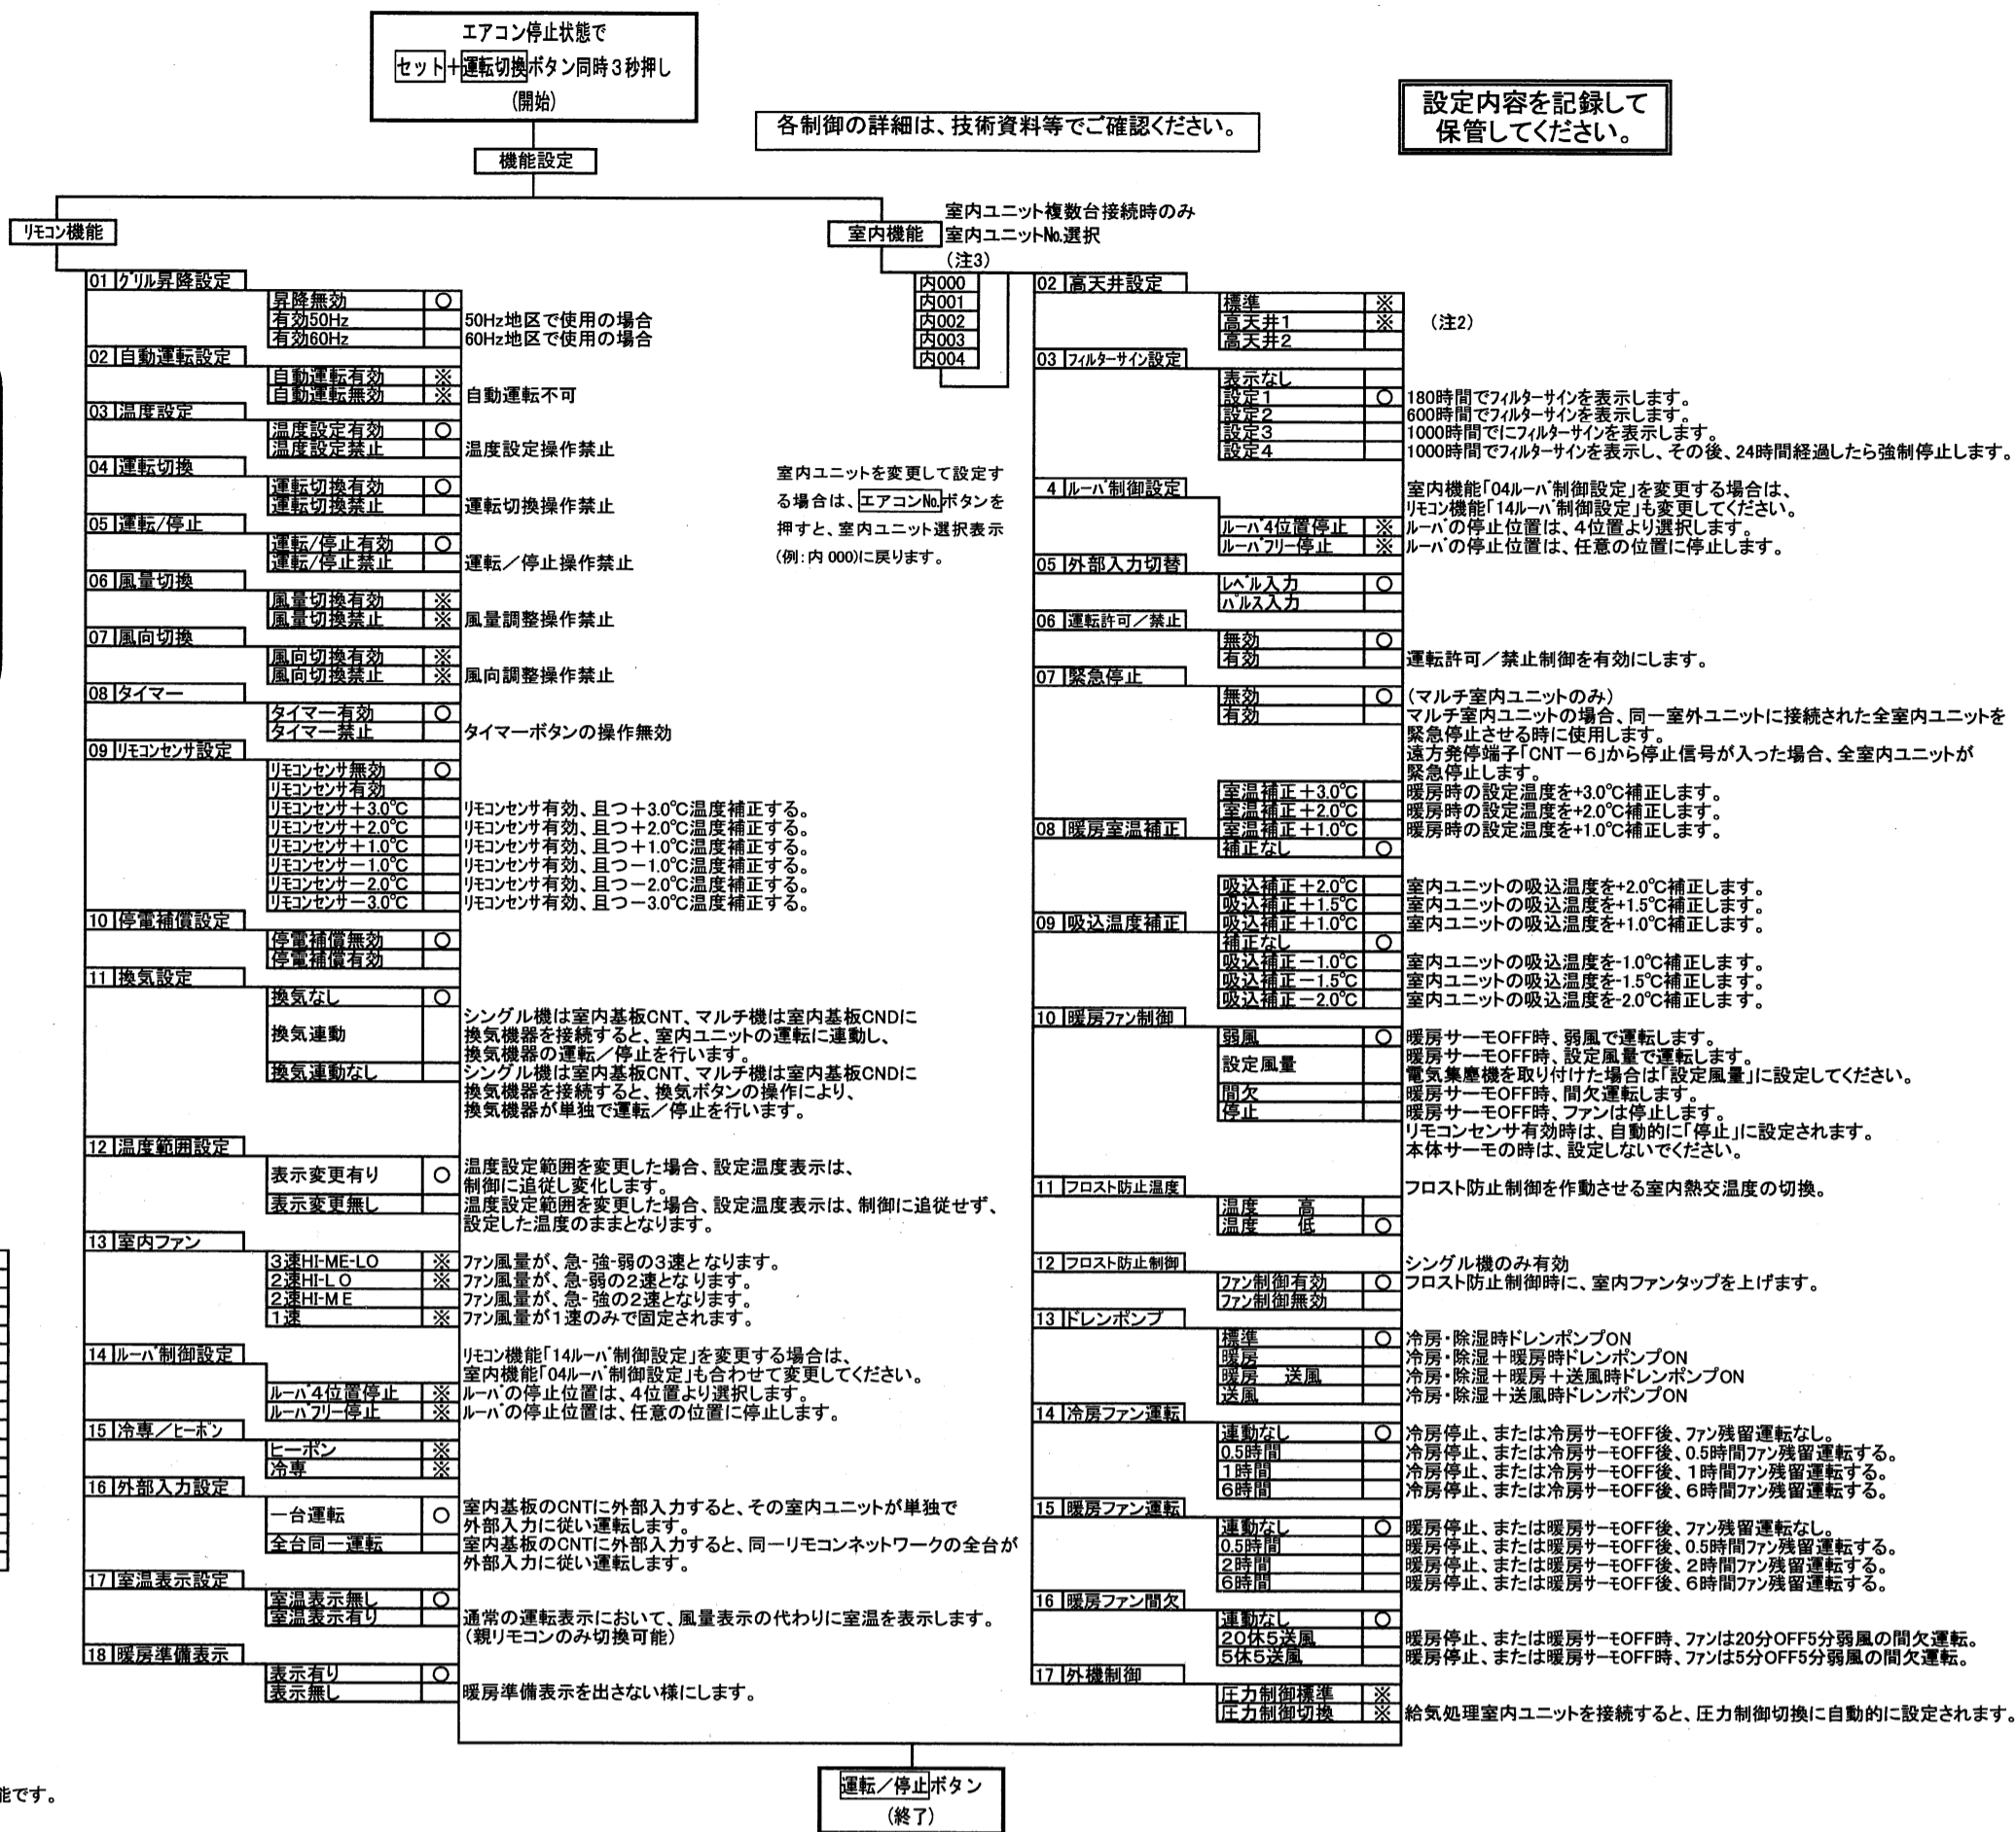 エアコン停止状態で
セット+運転切換ボタン同時3秒押し
(開始)
各制御の詳細は、技術資料等でご確認ください。
設定内容を記録して
保管してください。
機能設定
リモコン機能
01 グリル昇降設定
昇降無効 ○
有効50Hz 50Hz地区で使用の場合
有効60Hz 60Hz地区で使用の場合
02 自動運転設定
自動運転有効 ※
自動運転無効 ※ 自動運転不可
03 温度設定
温度設定有効 ○
温度設定禁止 温度設定操作禁止
04 運転切換
運転切換有効 ○
運転切換禁止 運転切換操作禁止
05 運転/停止
運転/停止有効 ○
運転/停止禁止 運転/停止操作禁止
06 風量切換
風量切換有効 ※
風量切換禁止 ※ 風量調整操作禁止
07 風向切換
風向切換有効 ※
風向切換禁止 ※ 風向調整操作禁止
08 タイマー
タイマー有効 ○
タイマー禁止 タイマーボタンの操作無効
09 リモコンセンサ設定
リモコンセンサ無効 ○
リモコンセンサ有効
リモコンセンサ+3.0℃ リモコンセンサ有効、且つ+3.0℃温度補正する。
リモコンセンサ+2.0℃ リモコンセンサ有効、且つ+2.0℃温度補正する。
リモコンセンサ+1.0℃ リモコンセンサ有効、且つ+1.0℃温度補正する。
リモコンセンサ-1.0℃ リモコンセンサ有効、且つ-1.0℃温度補正する。
リモコンセンサ-2.0℃ リモコンセンサ有効、且つ-2.0℃温度補正する。
リモコンセンサ-3.0℃ リモコンセンサ有効、且つ-3.0℃温度補正する。
10 停電補償設定
停電補償無効 ○
停電補償有効
11 換気設定
換気なし ○
シングル機は室内基板CNT、マルチ機は室内基板CNDに
換気連動 換気機器を接続すると、室内ユニットの運転に連動し、
換気機器の運転/停止を行います。
換気連動なし シングル機は室内基板CNT、マルチ機は室内基板CNDに
換気機器を接続すると、換気ボタンの操作により、
換気機器が単独で運転/停止を行います。
12 温度範囲設定
表示変更有り ○ 温度設定範囲を変更した場合、設定温度表示は、
制御に追従し変化します。
表示変更無し 温度設定範囲を変更した場合、設定温度表示は、制御に追従せず、
設定した温度のままとなります。
13 室内ファン
3速HI-ME-LO ※ ファン風量が、急-強-弱の3速となります。
2速HI-LO ※ ファン風量が、急-弱の2速となります。
2速HI-ME ファン風量が、急-強の2速となります。
1速 ※ ファン風量が1速のみで固定されます。
14 ルーバ制御設定
リモコン機能「14ルーバ制御設定」を変更する場合は、
室内機能「04ルーバ制御設定」も合わせて変更してください。
ルーバ4位置停止 ※ ルーバの停止位置は、4位置より選択します。
ルーバフリー停止 ※ ルーバの停止位置は、任意の位置に停止します。
15 冷専/ヒーポン
ヒーポン ※
冷専 ※
16 外部入力設定
一台運転 ○ 室内基板のCNTに外部入力すると、その室内ユニットが単独で
外部入力に従い運転します。
全台同一運転 室内基板のCNTに外部入力すると、同一リモコンネットワークの全台が
外部入力に従い運転します。
17 室温表示設定
室温表示無し ○
室温表示有り 通常の運転表示において、風量表示の代わりに室温を表示します。
(親リモコンのみ切換可能)
18 暖房準備表示
表示有り ○
表示無し 暖房準備表示を出さない様にします。
室内機能
室内ユニット複数台接続時のみ
室内ユニットNo.選択
(注3)
内000
内001
内002
内003
内004
室内ユニットを変更して設定す
る場合は、エアコンNo.ボタンを
押すと、室内ユニット選択表示
(例:内000)に戻ります。
02 高天井設定
標準 ※
高天井1 ※ (注2)
高天井2
03 フィルターサイン設定
表示なし
設定1 ○ 180時間でフィルターサインを表示します。
設定2 600時間でフィルターサインを表示します。
設定3 1000時間でにフィルターサインを表示します。
設定4 1000時間でフィルターサインを表示し、その後、24時間経過したら強制停止します。
4 ルーバ制御設定
室内機能「04ルーバ制御設定」を変更する場合は、
リモコン機能「14ルーバ制御設定」も変更してください。
ルーバ4位置停止 ※ ルーバの停止位置は、4位置より選択します。
ルーバフリー停止 ※ ルーバの停止位置は、任意の位置に停止します。
05 外部入力切替
レベル入力 ○
パルス入力
06 運転許可/禁止
無効 ○
有効 運転許可/禁止制御を有効にします。
07 緊急停止
無効 ○ (マルチ室内ユニットのみ)
有効 マルチ室内ユニットの場合、同一室外ユニットに接続された全室内ユニットを
緊急停止させる時に使用します。
遠方発停端子「CNT-6」から停止信号が入った場合、全室内ユニットが
緊急停止します。
室温補正+3.0℃ 暖房時の設定温度を+3.0℃補正します。
室温補正+2.0℃ 暖房時の設定温度を+2.0℃補正します。
08 暖房室温補正 室温補正+1.0℃ 暖房時の設定温度を+1.0℃補正します。
補正なし ○
吸込補正+2.0℃ 室内ユニットの吸込温度を+2.0℃補正します。
吸込補正+1.5℃ 室内ユニットの吸込温度を+1.5℃補正します。
09 吸込温度補正 吸込補正+1.0℃ 室内ユニットの吸込温度を+1.0℃補正します。
補正なし ○
吸込補正-1.0℃ 室内ユニットの吸込温度を-1.0℃補正します。
吸込補正-1.5℃ 室内ユニットの吸込温度を-1.5℃補正します。
吸込補正-2.0℃ 室内ユニットの吸込温度を-2.0℃補正します。
10 暖房ファン制御
弱風 ○ 暖房サーモOFF時、弱風で運転します。
設定風量 暖房サーモOFF時、設定風量で運転します。
電気集塵機を取り付けた場合は「設定風量」に設定してください。
間欠 暖房サーモOFF時、間欠運転します。
停止 暖房サーモOFF時、ファンは停止します。
リモコンセンサ有効時は、自動的に「停止」に設定されます。
本体サーモの時は、設定しないでください。
11 フロスト防止温度 フロスト防止制御を作動させる室内熱交温度の切換。
温度 高
温度 低 ○
12 フロスト防止制御 シングル機のみ有効
ファン制御有効 ○ フロスト防止制御時に、室内ファンタップを上げます。
ファン制御無効
13 ドレンポンプ
標準 ○ 冷房・除湿時ドレンポンプON
暖房 冷房・除湿+暖房時ドレンポンプON
暖房 送風 冷房・除湿+暖房+送風時ドレンポンプON
送風 冷房・除湿+送風時ドレンポンプON
14 冷房ファン運転
連動なし ○ 冷房停止、または冷房サーモOFF後、ファン残留運転なし。
0.5時間 冷房停止、または冷房サーモOFF後、0.5時間ファン残留運転する。
1時間 冷房停止、または冷房サーモOFF後、1時間ファン残留運転する。
6時間 冷房停止、または冷房サーモOFF後、6時間ファン残留運転する。
15 暖房ファン運転
連動なし ○ 暖房停止、または暖房サーモOFF後、ファン残留運転なし。
0.5時間 暖房停止、または暖房サーモOFF後、0.5時間ファン残留運転する。
2時間 暖房停止、または暖房サーモOFF後、2時間ファン残留運転する。
6時間 暖房停止、または暖房サーモOFF後、6時間ファン残留運転する。
16 暖房ファン間欠
連動なし ○
20休5送風 暖房停止、または暖房サーモOFF時、ファンは20分OFF5分弱風の間欠運転。
5休5送風 暖房停止、または暖房サーモOFF時、ファンは5分OFF5分弱風の間欠運転。
17 外機制御
圧力制御標準 ※
圧力制御切換 ※ 給気処理室内ユニットを接続すると、圧力制御切換に自動的に設定されます。
運転/停止ボタン
(終了)
能です。